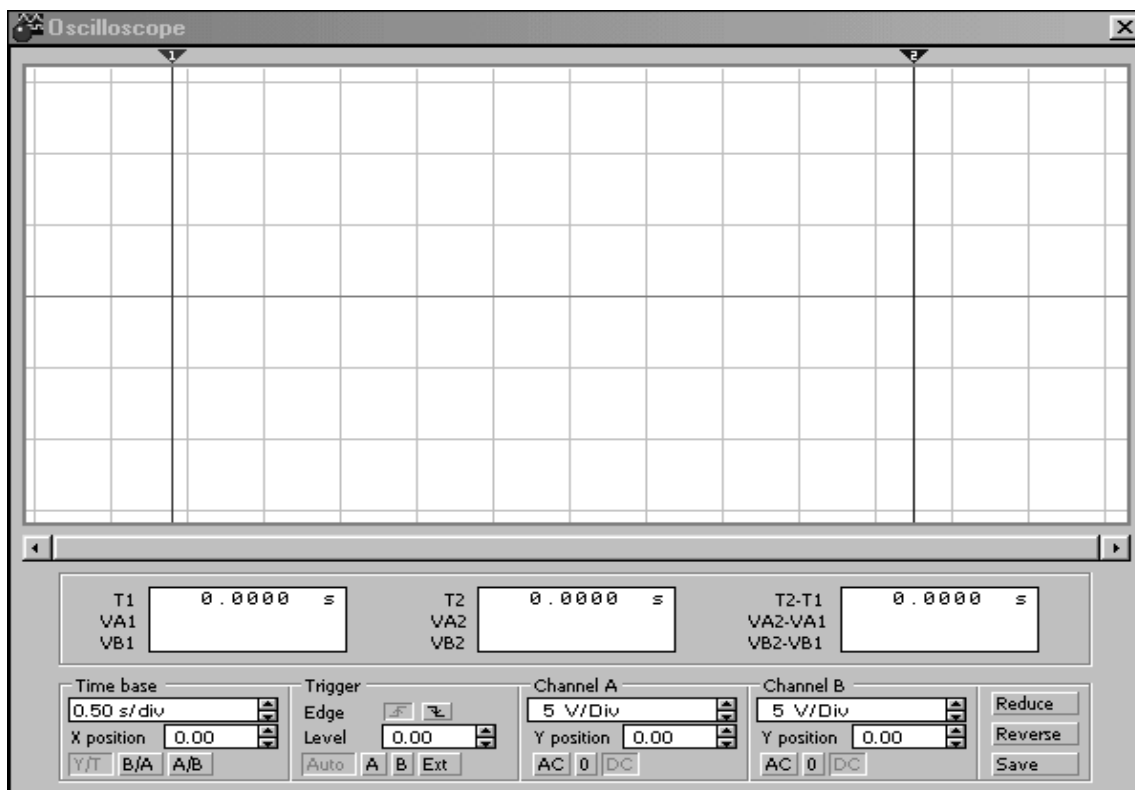 Oscilloscope
1 2
T1 0.0000 s T2 0.0000 s T2-T1 0.0000 s
VA1 VA2 VA2-VA1
VB1 VB2 VB2-VB1
Time base Trigger Channel A Channel B
0.50 s/div Edge 5 V/Div 5 V/Div Reduce
X position 0.00 Level 0.00 Y position 0.00 Y position 0.00 Reverse
Y/T B/A A/B Auto A B Ext AC 0 DC AC 0 DC Save